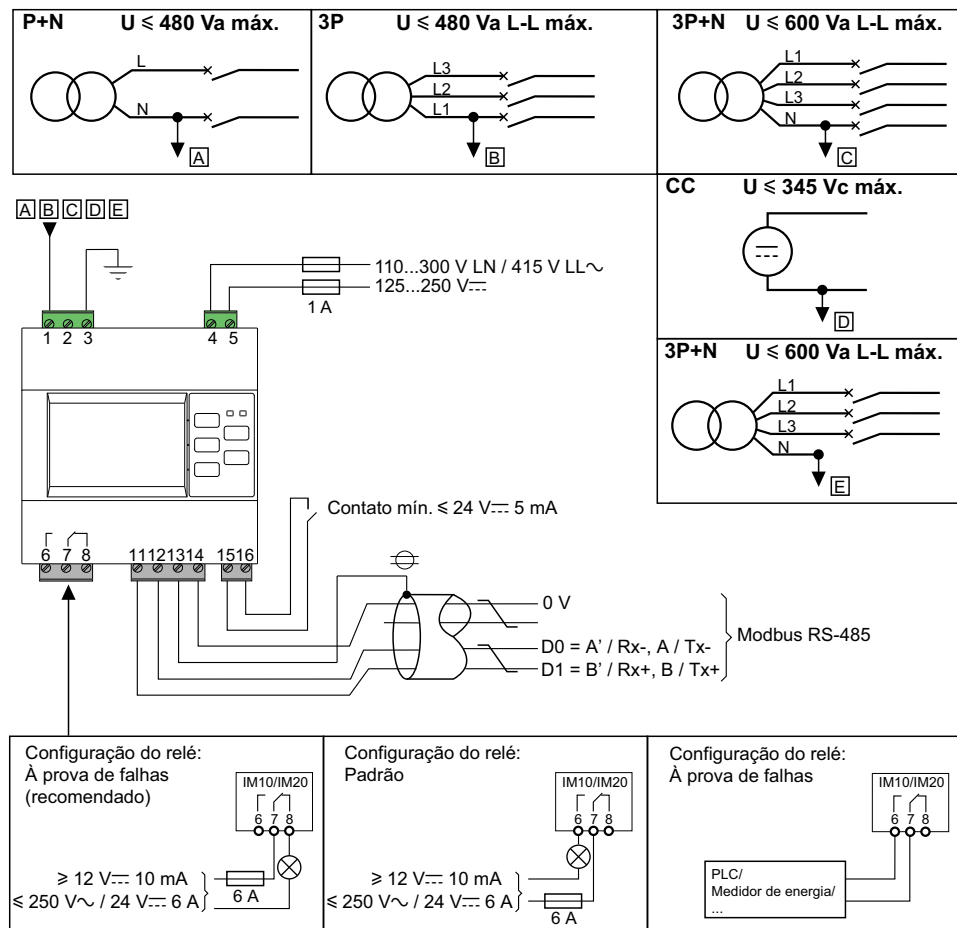 P+N U ≤ 480 Va máx.
L
N
A
3P U ≤ 480 Va L-L máx.
L3
L2
L1
B
3P+N U ≤ 600 Va L-L máx.
L1
L2
L3
N
C
CC U ≤ 345 Vc máx.
D
3P+N U ≤ 600 Va L-L máx.
L1
L2
L3
N
E
A B C D E
110...300 V LN / 415 V LL∿
125...250 V⎓
1 A
1 2 3
4 5
Contato mín. ≤ 24 V⎓ 5 mA
6 7 8
11 12 13 14
15 16
0 V
D0 = A’ / Rx-, A / Tx-
D1 = B’ / Rx+, B / Tx+
Modbus RS-485
Configuração do relé:
À prova de falhas
(recomendado)
IM10/IM20
6 7 8
≥ 12 V⎓ 10 mA
≤ 250 V∿ / 24 V⎓ 6 A
6 A
Configuração do relé:
Padrão
IM10/IM20
6 7 8
≥ 12 V⎓ 10 mA
≤ 250 V∿ / 24 V⎓ 6 A
6 A
Configuração do relé:
À prova de falhas
IM10/IM20
6 7 8
PLC/
Medidor de energia/
...